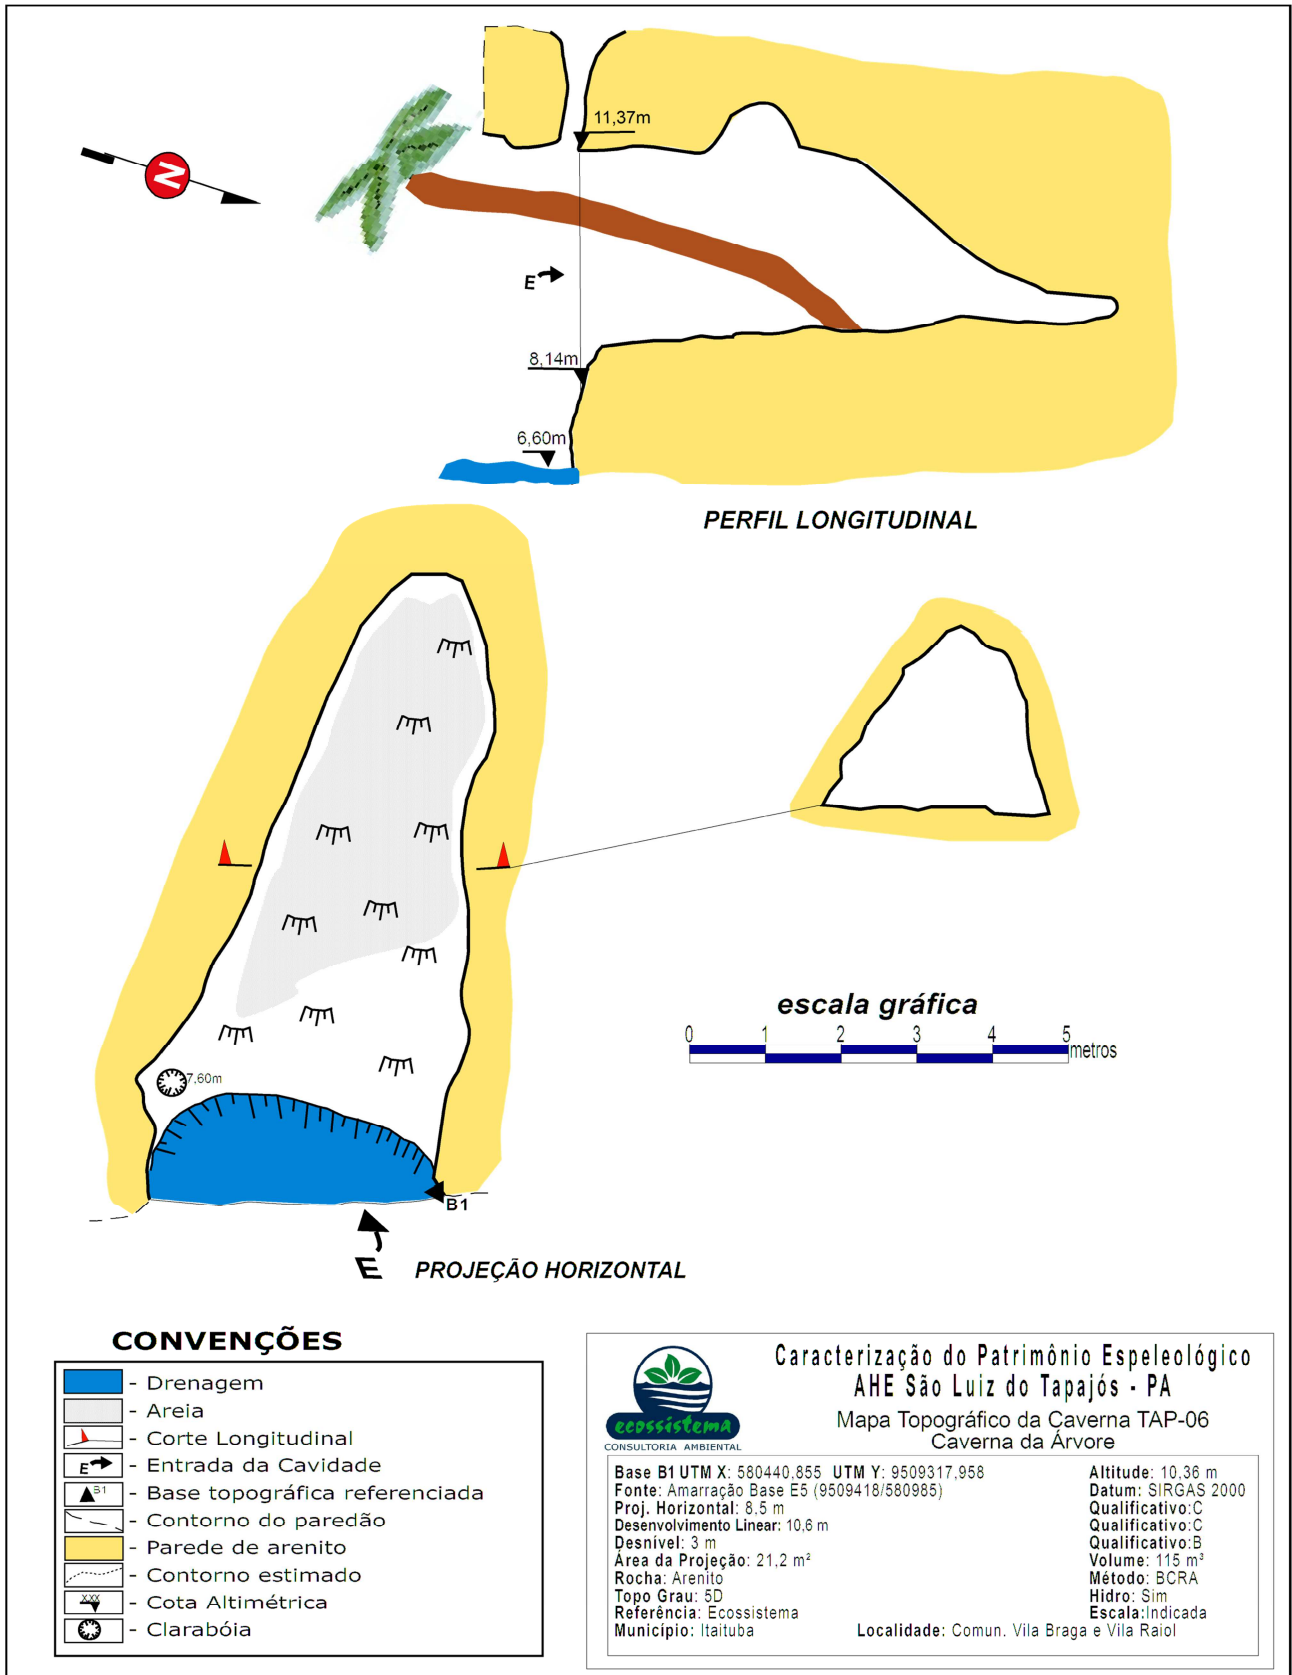 11,37m
N
E
8,14m
6,60m
PERFIL LONGITUDINAL
escala gráfica
0 1 2 3 4 5
metros
7,60m
B1
E
PROJEÇÃO HORIZONTAL
CONVENÇÕES
- Drenagem
- Areia
- Corte Longitudinal
E - Entrada da Cavidade
B1 - Base topográfica referenciada
- Contorno do paredão
- Parede de arenito
- Contorno estimado
XXX - Cota Altimétrica
- Clarabóia
ecossistema
CONSULTORIA AMBIENTAL
Caracterização do Patrimônio Espeleológico
AHE São Luiz do Tapajós - PA
Mapa Topográfico da Caverna TAP-06
Caverna da Árvore
Base B1 UTM X: 580440,855 UTM Y: 9509317,958 Altitude: 10,36 m
Fonte: Amarração Base E5 (9509418/580985) Datum: SIRGAS 2000
Proj. Horizontal: 8,5 m Qualificativo:C
Desenvolvimento Linear: 10,6 m Qualificativo:C
Desnível: 3 m Qualificativo:B
Área da Projeção: 21,2 m² Volume: 115 m³
Rocha: Arenito Método: BCRA
Topo Grau: 5D Hidro: Sim
Referência: Ecossistema Escala:Indicada
Município: Itaituba Localidade: Comun. Vila Braga e Vila Raiol